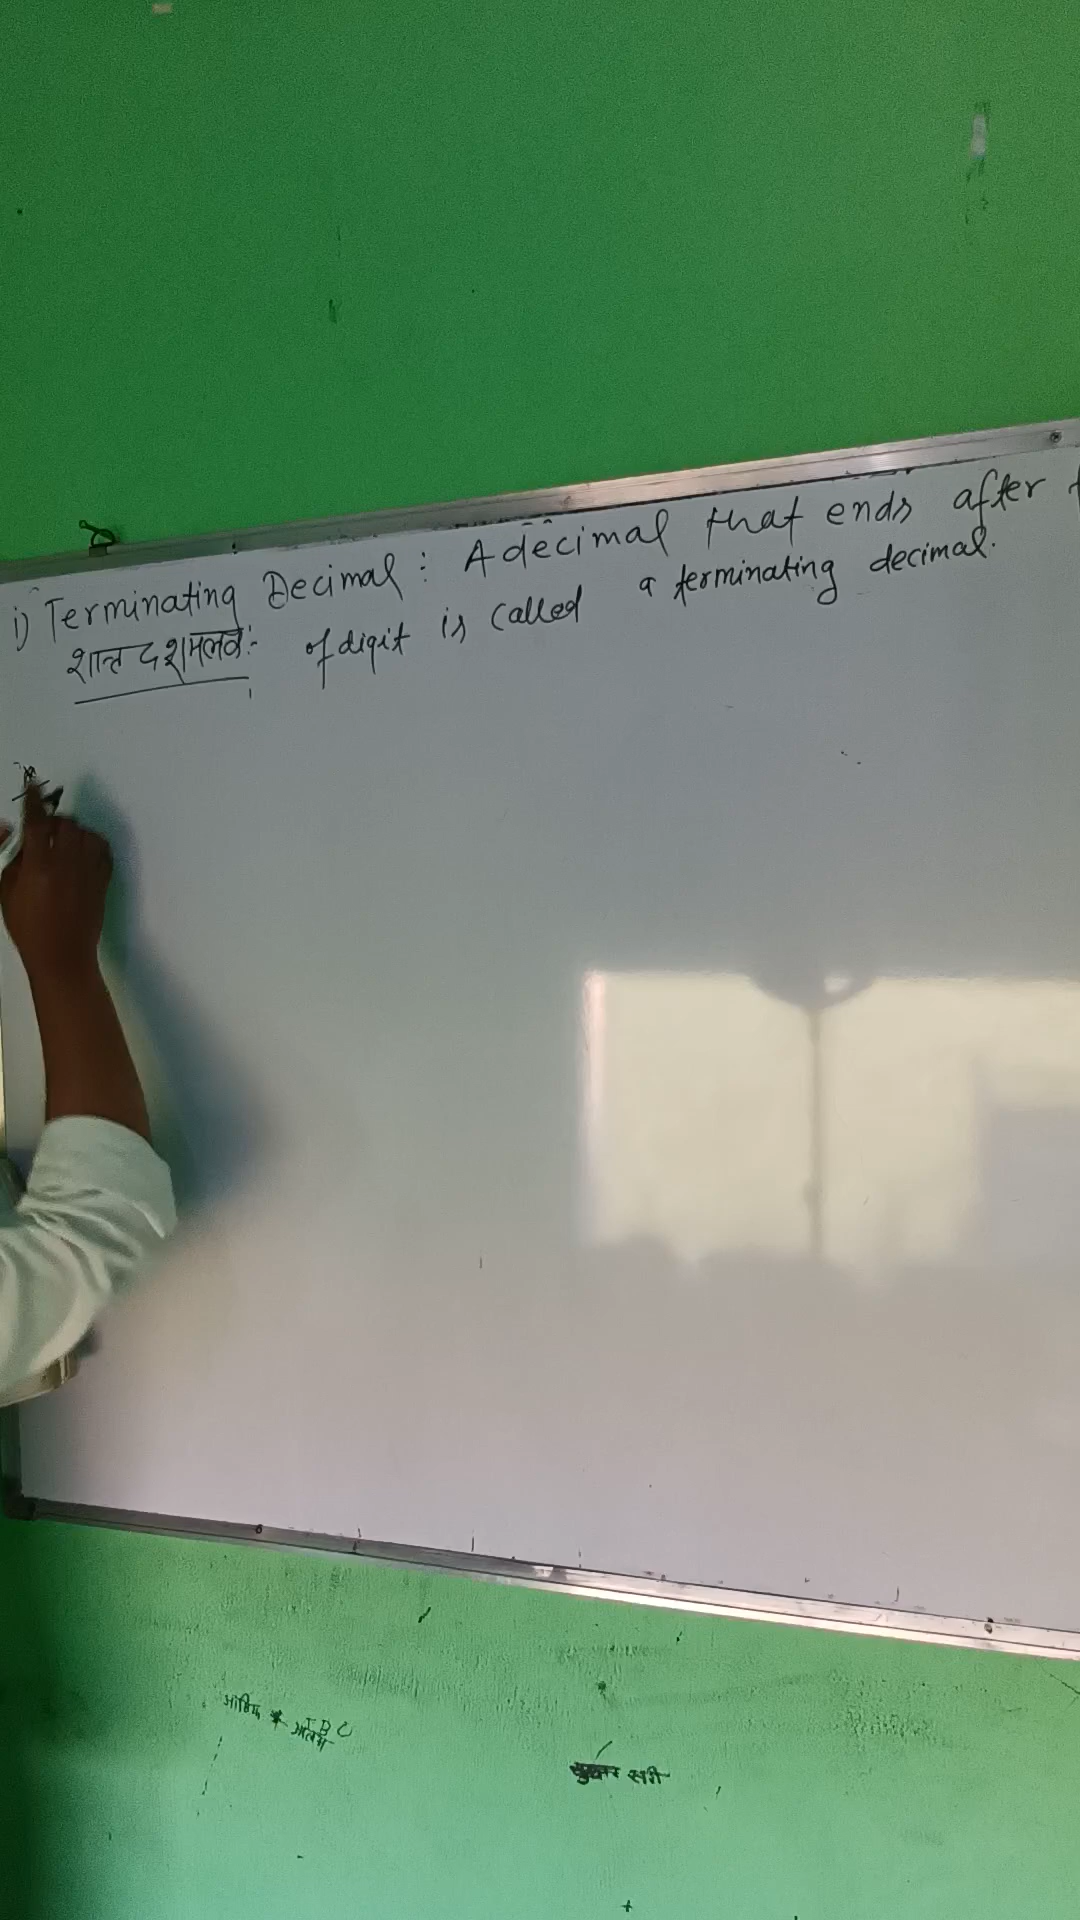 i) Terminating Decimal : A decimal that ends after
शान्त दशमलव:- of digit is called a terminating decimal.